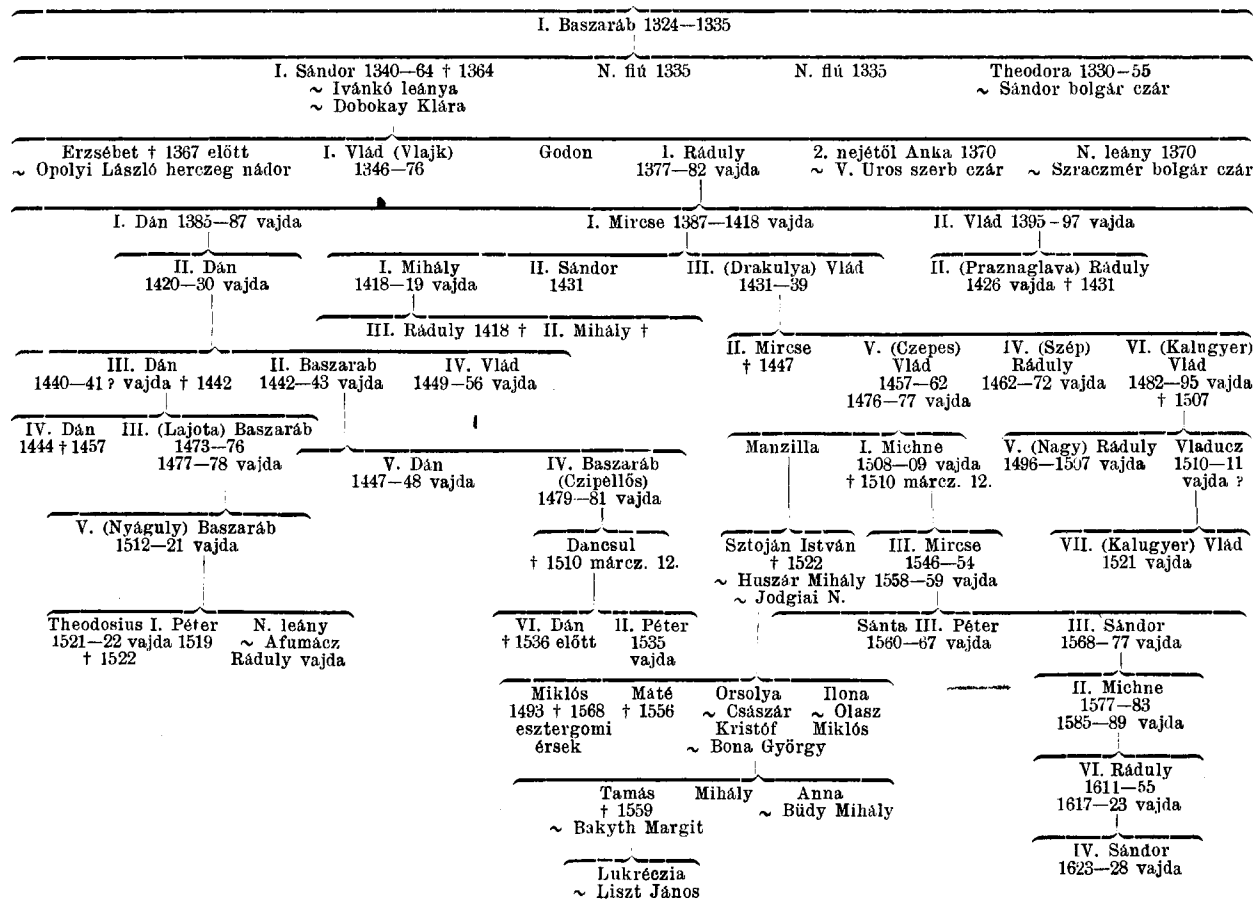 I. Baszaráb 1324—1335
I. Sándor 1340—64 † 1364
~ Ivánkó leánya
~ Dobokay Klára
N. fiú 1335
N. fiú 1335
Theodora 1330—55
~ Sándor bolgár czár
Erzsébet † 1367 előtt
~ Opolyi László herczeg nádor
I. Vlád (Vlajk)
1346—76
Godon
1. Ráduly
1377—82 vajda
2. nejétől Anka 1370
~ V. Uros szerb czár
N. leány 1370
~ Szraczmér bolgár czár
I. Dán 1385—87 vajda
I. Mircse 1387—1418 vajda
II. Vlád 1395-97 vajda
II. Dán
1420—30 vajda
I. Mihály
1418—19 vajda
II. Sándor
1431
III. (Drakulya) Vlád
1431—39
II. (Praznaglava) Ráduly
1426 vajda † 1431
III. Ráduly 1418 †
II. Mihály †
III. Dán
1440—41 ? vajda † 1442
II. Baszarab
1442—43 vajda
IV. Vlád
1449—56 vajda
II. Mircse
† 1447
V. (Czepes)
Vlád
1457—62
1476—77 vajda
IV. (Szép)
Ráduly
1462—72 vajda
VI. (Kalugyer)
Vlád
1482—95 vajda
† 1507
IV. Dán
1444 † 1457
III. (Lajota) Baszaráb
1473—76
1477—78 vajda
V. Dán
1447—48 vajda
IV. Baszaráb
(Czipellős)
1479—81 vajda
Manzilla
I. Michne
1508—09 vajda
† 1510 márcz. 12.
V. (Nagy) Ráduly
1496—1507 vajda
Vladucz
1510—11
vajda ?
V. (Nyáguly) Baszaráb
1512—21 vajda
Dancsul
† 1510 márcz. 12.
Sztoján István
† 1522
~ Huszár Mihály
~ Jodgiai N.
III. Mircse
1546—54
1558—59 vajda
VII. (Kalugyer) Vlád
1521 vajda
Theodosius I. Péter
1521—22 vajda 1519
† 1522
N. leány
~ Afumácz
Ráduly vajda
VI. Dán
† 1536 előtt
II. Péter
1535
vajda
Sánta III. Péter
1560—67 vajda
III. Sándor
1568—77 vajda
Miklós
1493 † 1568
esztergomi
érsek
Máté
† 1556
Orsolya
~ Császár
Kristóf
~ Bona György
Ilona
~ Olasz
Miklós
II. Michne
1577—83
1585—89 vajda
Tamás
† 1559
~ Bakyth Margit
Mihály
Anna
~ Büdy Mihály
VI. Ráduly
1611—55
1617—23 vajda
Lukréczia
~ Liszt János
IV. Sándor
1623—28 vajda